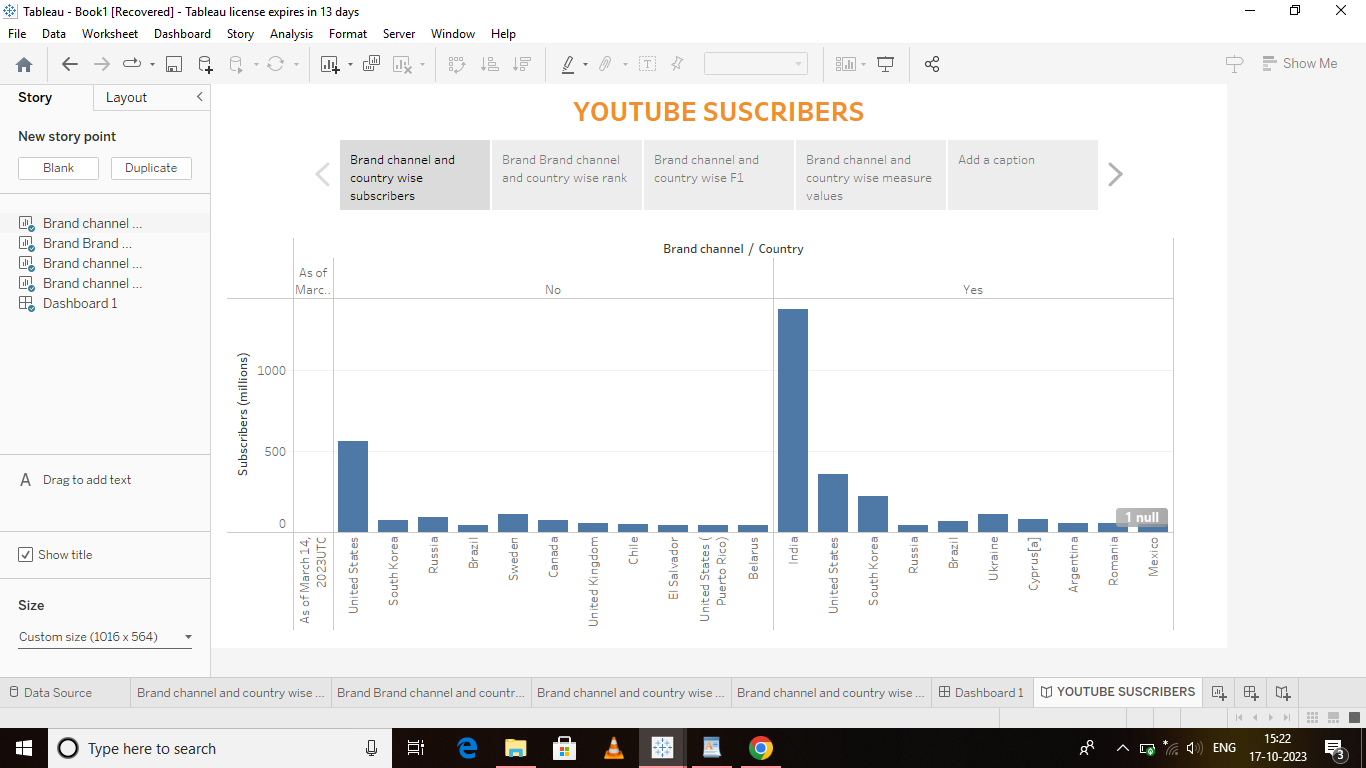 Tableau - Book1 [Recovered] - Tableau license expires in 13 days
File Data Worksheet Dashboard Story Analysis Format Server Window Help
Show Me
Story Layout
New story point
Blank Duplicate
Brand channel ...
Brand Brand ...
Brand channel ...
Brand channel ...
Dashboard 1
A Drag to add text
Show title
Size
Custom size (1016 x 564)
YOUTUBE SUSCRIBERS
Brand channel and
country wise
subscribers
Brand Brand channel
and country wise rank
Brand channel and
country wise F1
Brand channel and
country wise measure
values
Add a caption
Brand channel / Country
As of
Marc..
No
Yes
Subscribers (millions)
1000
500
0
1 null
As of March 14,
2023UTC
United States
South Korea
Russia
Brazil
Sweden
Canada
United Kingdom
Chile
El Salvador
United States (
Puerto Rico)
Belarus
India
United States
South Korea
Russia
Brazil
Ukraine
Cyprus[a]
Argentina
Romania
Mexico
Data Source Brand channel and country wise ... Brand Brand channel and countr... Brand channel and country wise ... Brand channel and country wise ... Dashboard 1 YOUTUBE SUSCRIBERS
Type here to search
ENG
15:22
17-10-2023
3